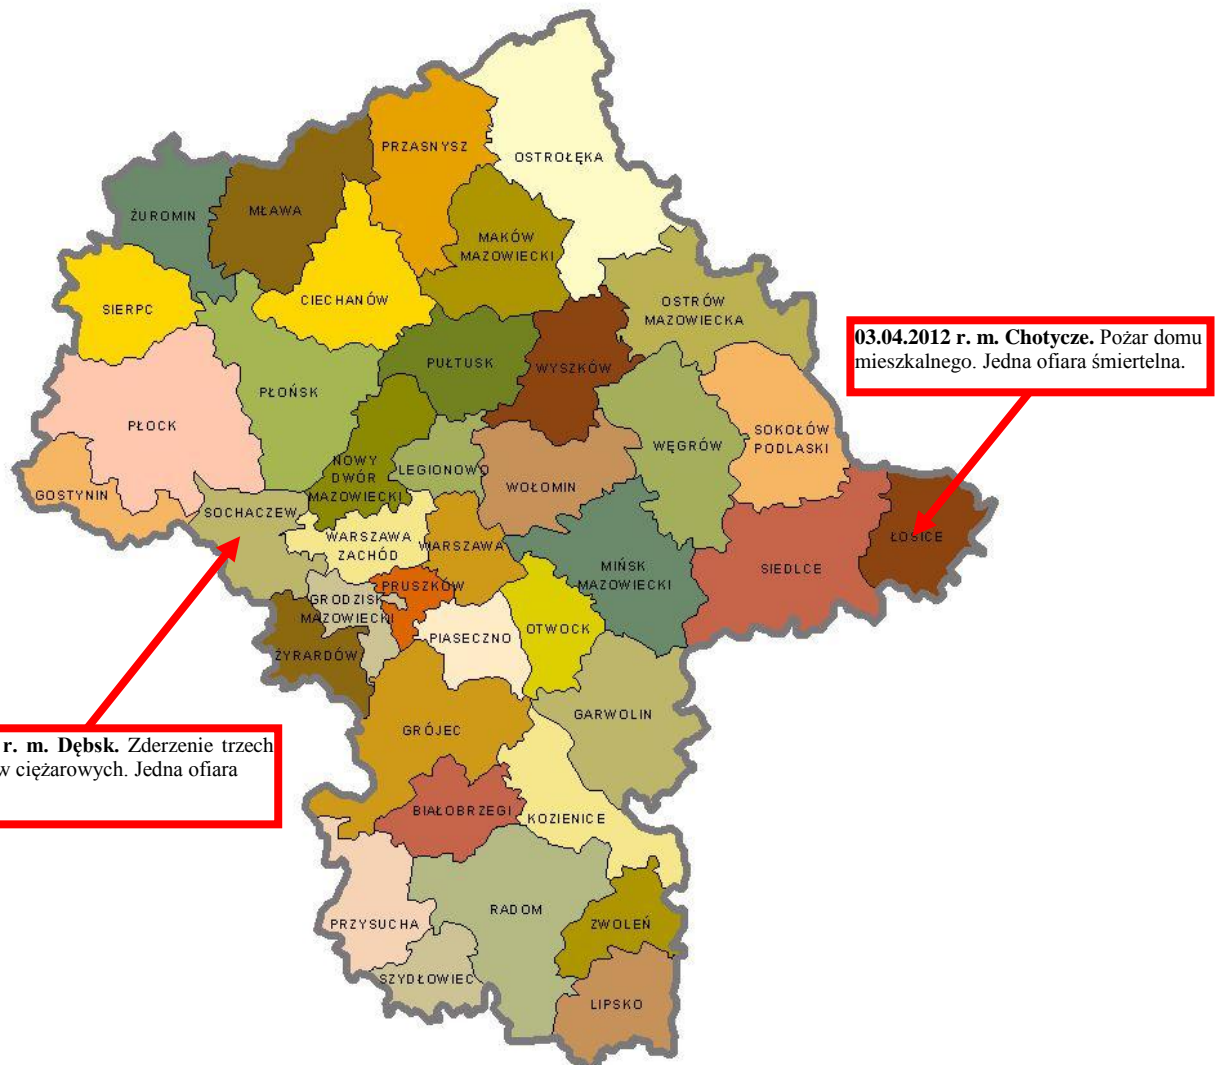 PRZASNYSZ
OSTROŁĘKA
ŻUROMIN
MŁAWA
MAKÓW
MAZOWIECKI
SIERPC
CIECHANÓW
OSTRÓW
MAZOWIECKA
03.04.2012 r. m. Chotycze. Pożar domu
mieszkalnego. Jedna ofiara śmiertelna.
PUŁTUSK
WYSZKÓW
PŁOŃSK
PŁOCK
SOKOŁÓW
PODLASKI
WĘGRÓW
NOWY
DWÓR
MAZOWIECKI
LEGIONOWO
WOŁOMIN
GOSTYNIN
SOCHACZEW
WARSZAWA
ZACHÓD
WARSZAWA
ŁOSICE
MIŃSK
MAZOWIECKI
SIEDLCE
PRUSZKÓW
GRODZISK
MAZOWIECKI
PIASECZNO
OTWOCK
ŻYRARDÓW
GARWOLIN
GRÓJEC
r. m. Dębsk. Zderzenie trzech
w ciężarowych. Jedna ofiara
BIAŁOBRZEGI
KOZIENICE
RADOM
PRZYSUCHA
ZWOLEŃ
SZYDŁOWIEC
LIPSKO